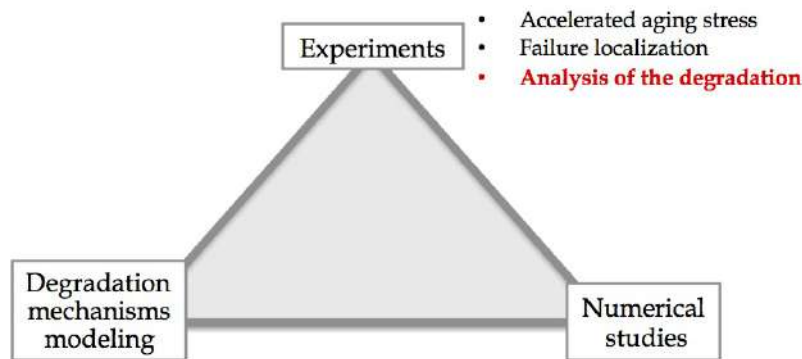 Experiments
• Accelerated aging stress
• Failure localization
• Analysis of the degradation
Degradation
mechanisms
modeling
Numerical
studies